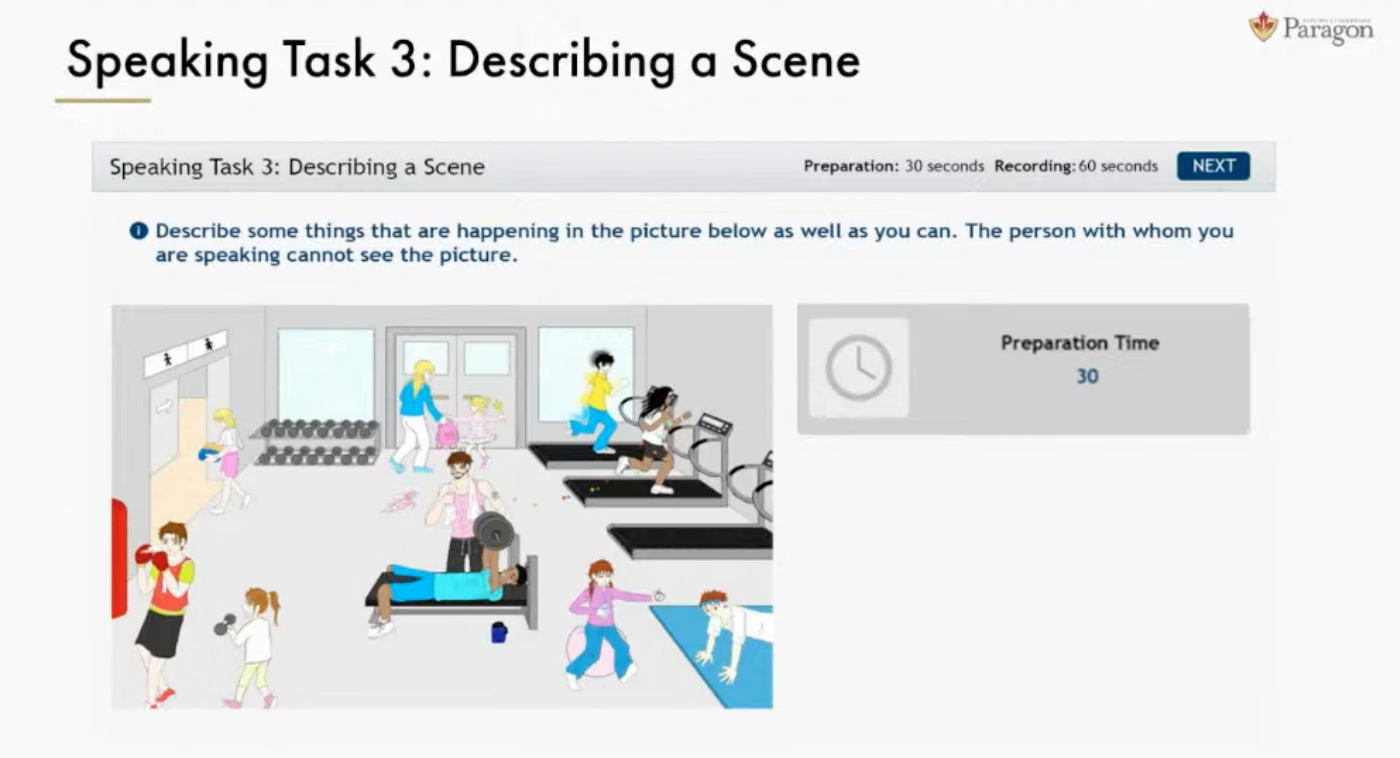 Paragon
Speaking Task 3: Describing a Scene
Speaking Task 3: Describing a Scene
Preparation: 30 seconds Recording: 60 seconds
NEXT
Describe some things that are happening in the picture below as well as you can. The person with whom you
are speaking cannot see the picture.
Preparation Time
30